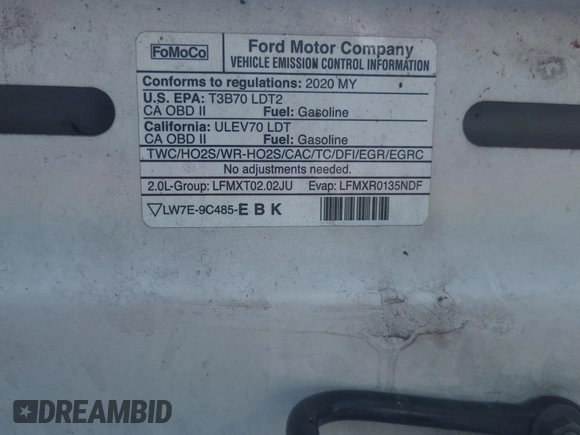 FoMoCo
Ford Motor Company
VEHICLE EMISSION CONTROL INFORMATION
Conforms to regulations: 2020 MY
U.S. EPA: T3B70 LDT2
CA OBD II Fuel: Gasoline
California: ULEV70 LDT
CA OBD II Fuel: Gasoline
TWC/HO2S/WR-HO2S/CAC/TC/DFI/EGR/EGRC
No adjustments needed.
2.0L-Group: LFMXT02.02JU Evap: LFMXR0135NDF
LW7E-9C485-E B K
DREAMBID